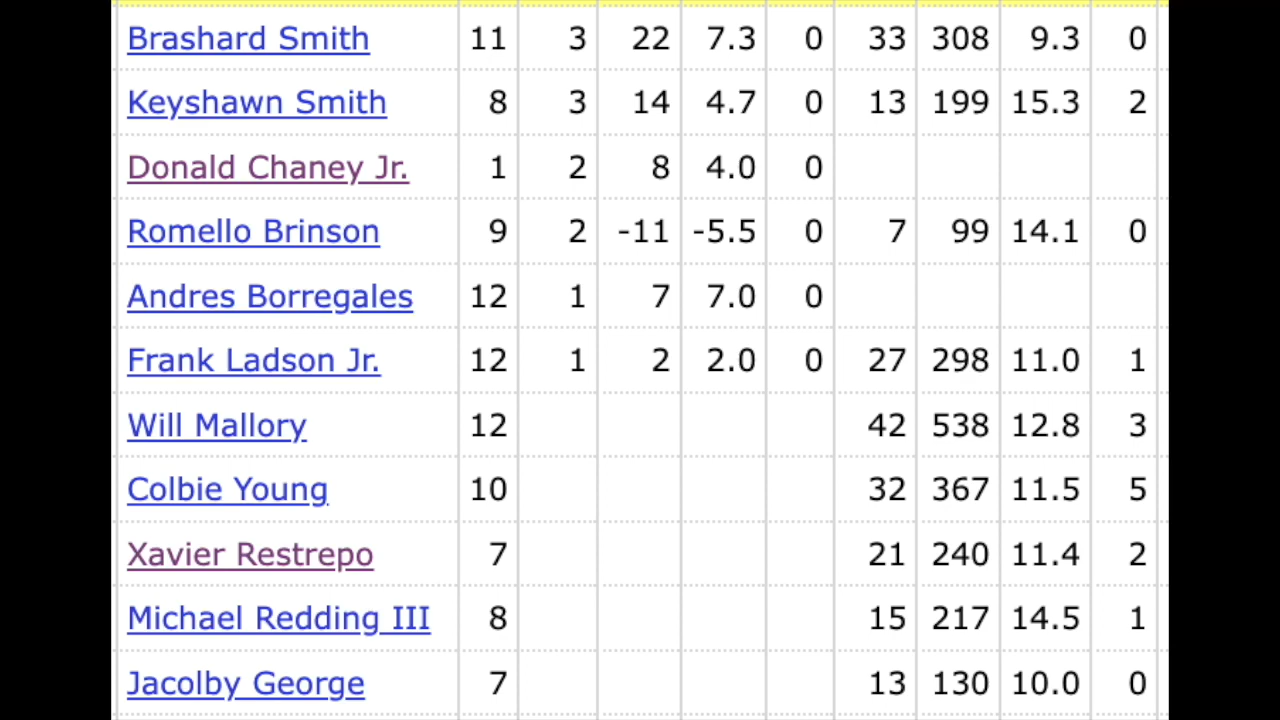 Brashard Smith 11 3 22 7.3 0 33 308 9.3 0
Keyshawn Smith 8 3 14 4.7 0 13 199 15.3 2
Donald Chaney Jr. 1 2 8 4.0 0
Romello Brinson 9 2 -11 -5.5 0 7 99 14.1 0
Andres Borregales 12 1 7 7.0 0
Frank Ladson Jr. 12 1 2 2.0 0 27 298 11.0 1
Will Mallory 12 42 538 12.8 3
Colbie Young 10 32 367 11.5 5
Xavier Restrepo 7 21 240 11.4 2
Michael Redding III 8 15 217 14.5 1
Jacolby George 7 13 130 10.0 0